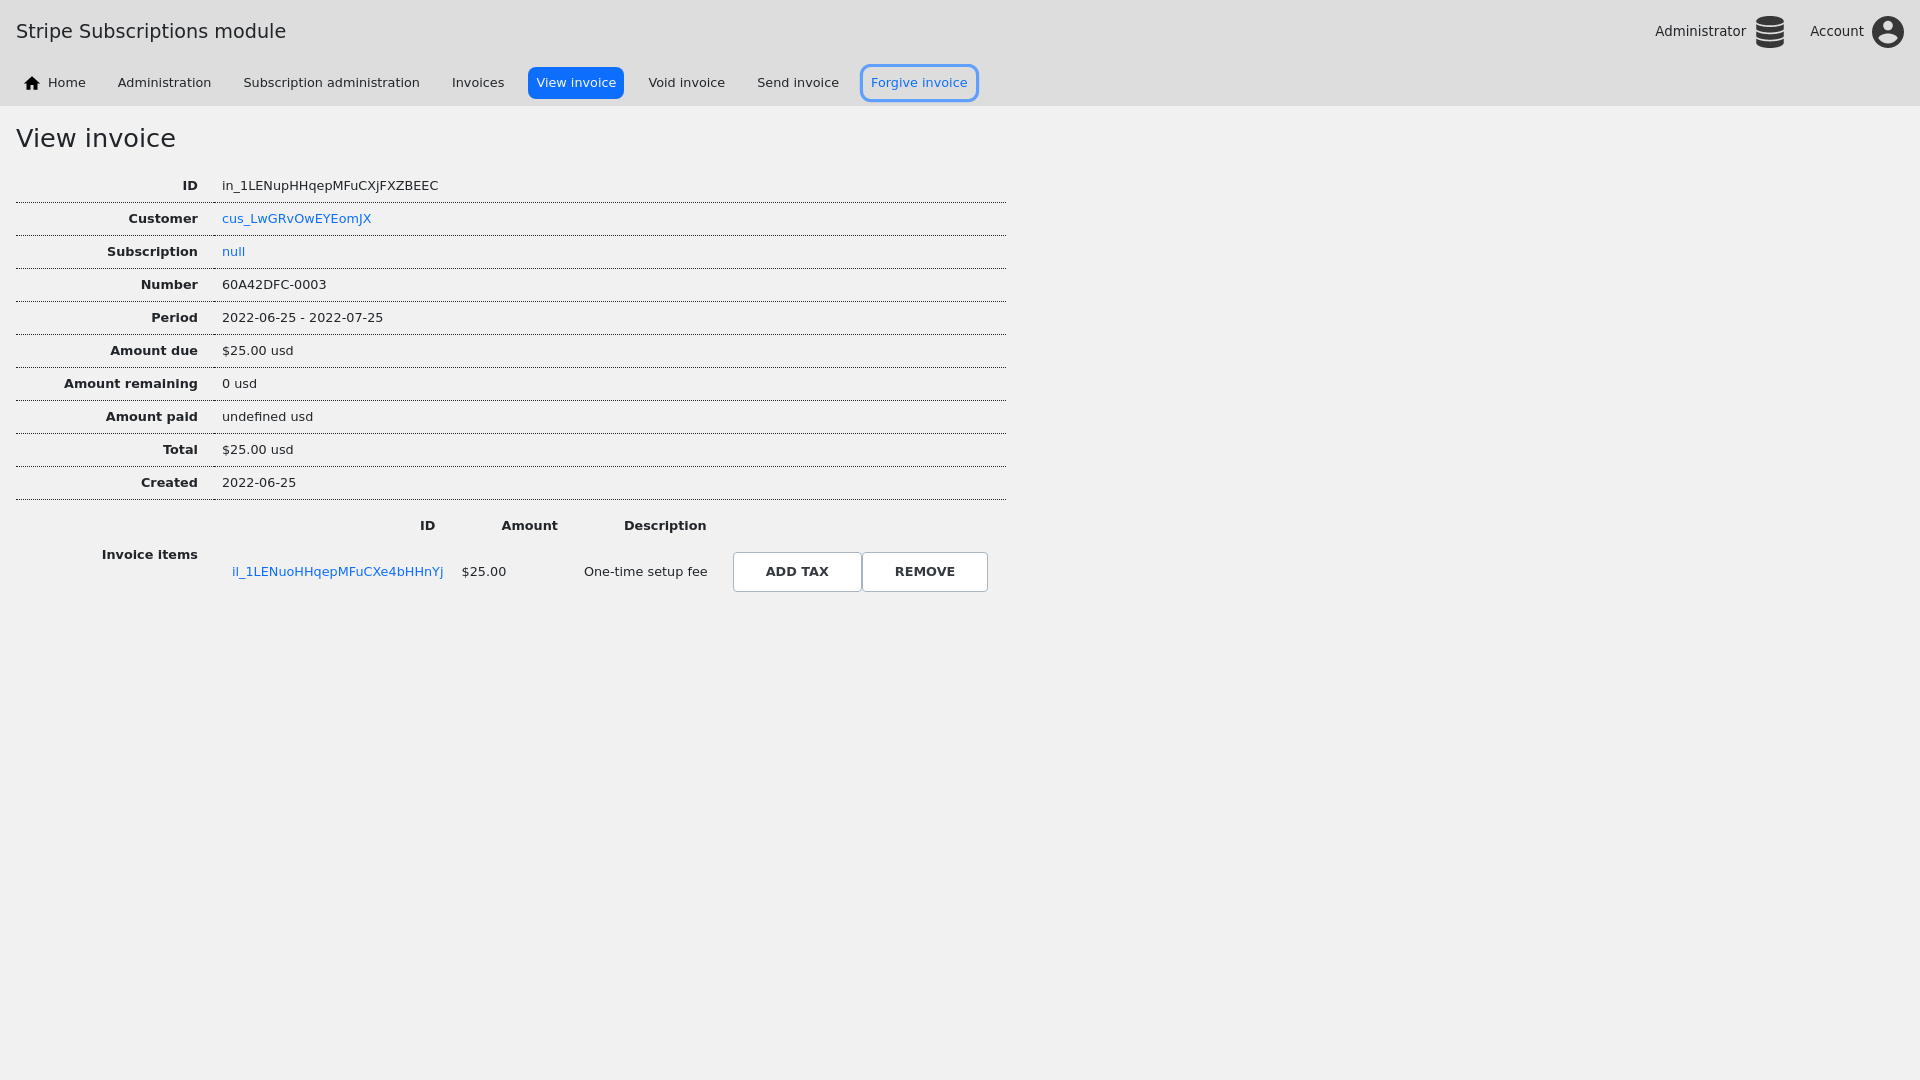 Stripe Subscriptions module
Administrator
Account
Home Administration Subscription administration Invoices View invoice Void invoice Send invoice Forgive invoice
View invoice
ID in_1LENupHHqepMFuCXjFXZBEEC
Customer cus_LwGRvOwEYEomJX
Subscription null
Number 60A42DFC-0003
Period 2022-06-25 - 2022-07-25
Amount due $25.00 usd
Amount remaining 0 usd
Amount paid undefined usd
Total $25.00 usd
Created 2022-06-25
Invoice items
ID Amount Description
il_1LENuoHHqepMFuCXe4bHHnYj $25.00 One-time setup fee ADD TAX REMOVE